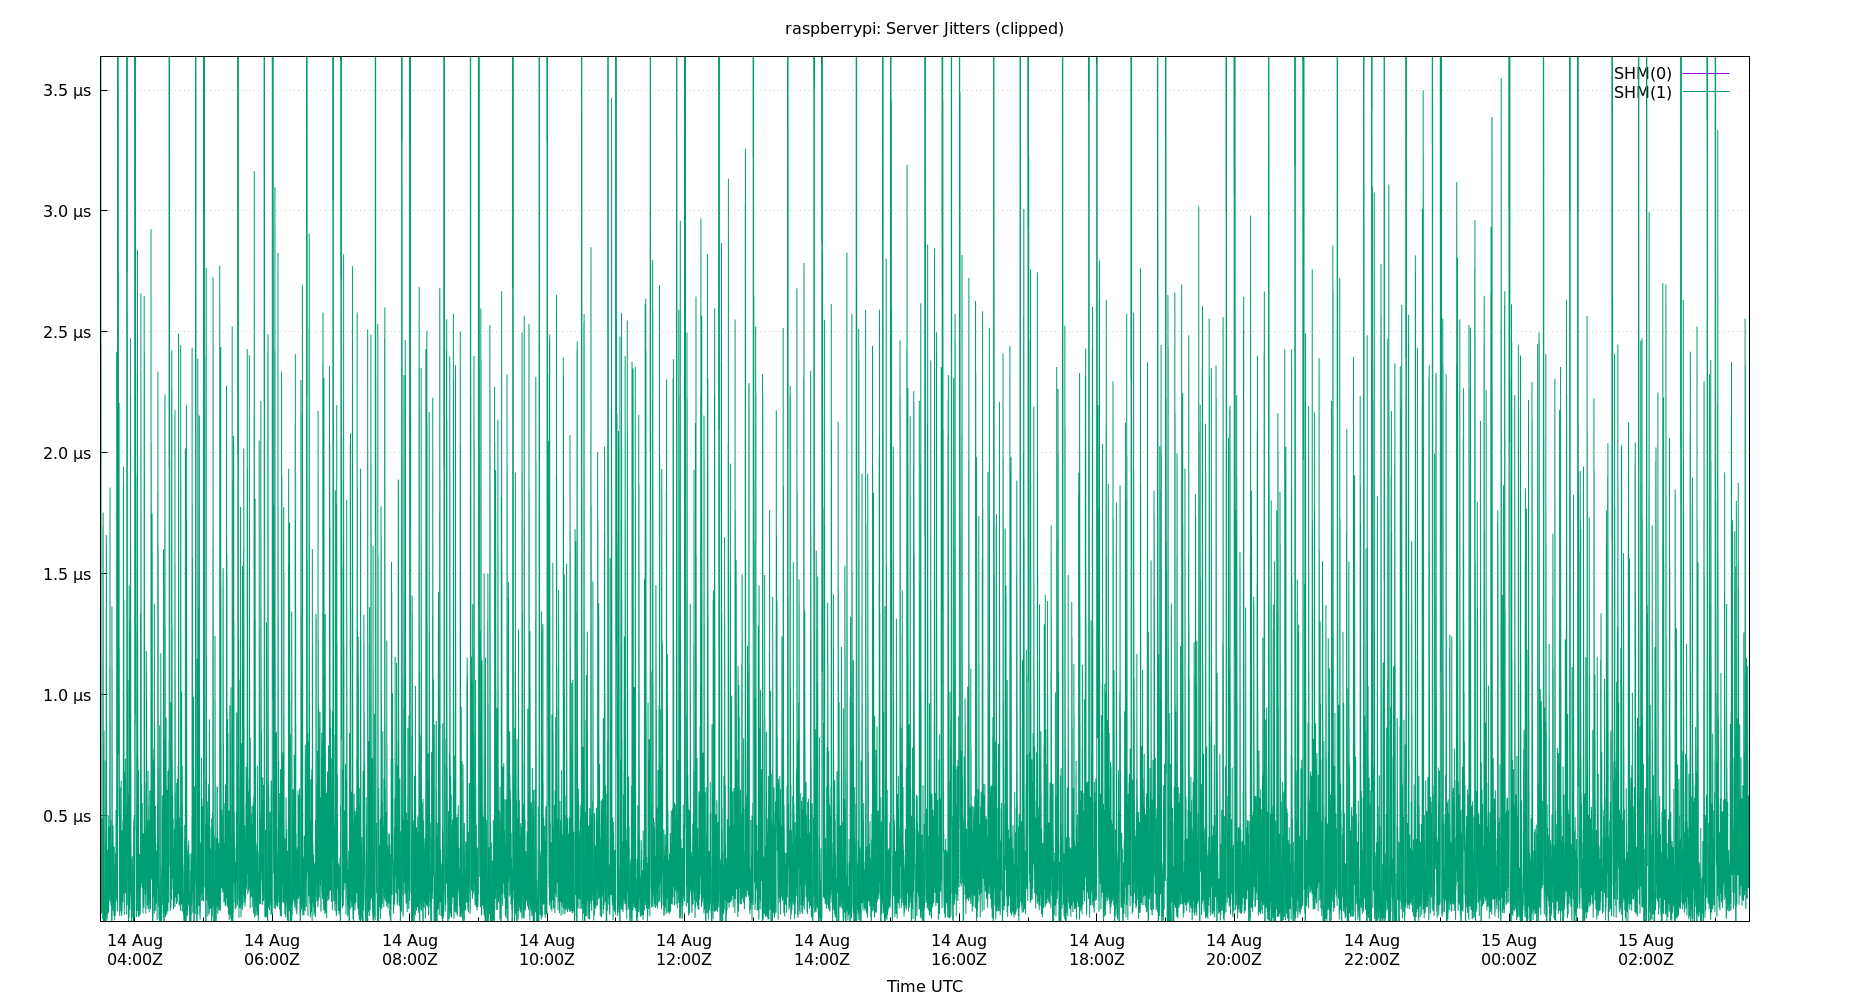 raspberrypi: Server Jitters (clipped)
SHM(0)
SHM(1)
3.5 µs
3.0 µs
2.5 µs
2.0 µs
1.5 µs
1.0 µs
0.5 µs
14 Aug 14 Aug 14 Aug 14 Aug 14 Aug 14 Aug 14 Aug 14 Aug 14 Aug 14 Aug 15 Aug 15 Aug
04:00Z 06:00Z 08:00Z 10:00Z 12:00Z 14:00Z 16:00Z 18:00Z 20:00Z 22:00Z 00:00Z 02:00Z
Time UTC